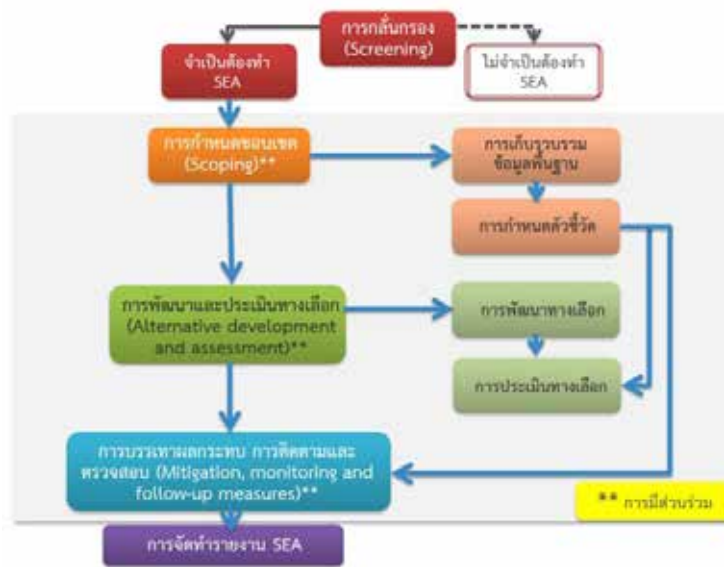 การกลั่นกรอง
(Screening)
จำเป็นต้องทำ
SEA
ไม่จำเป็นต้องทำ
SEA
การกำหนดขอบเขต
(Scoping)**
การเก็บรวบรวม
ข้อมูลพื้นฐาน
การกำหนดตัวชี้วัด
การพัฒนาและประเมินทางเลือก
(Alternative development
and assessment)**
การพัฒนาทางเลือก
การประเมินทางเลือก
การบรรเทาผลกระทบ การติดตามและ
ตรวจสอบ (Mitigation, monitoring and
follow-up measures)**
** การมีส่วนร่วม
การจัดทำรายงาน SEA